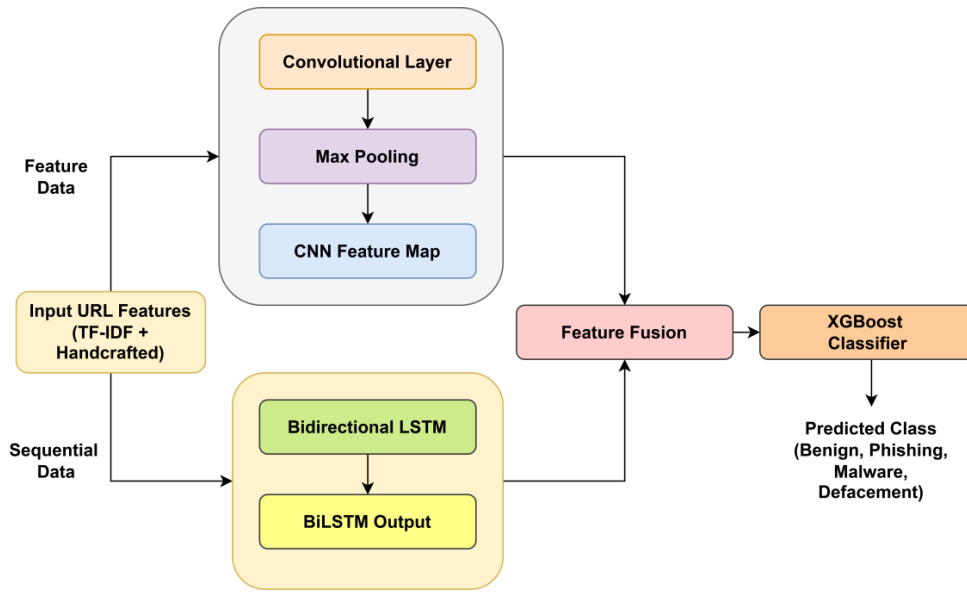 Convolutional Layer
Max Pooling
CNN Feature Map
Feature
Data
Input URL Features
(TF-IDF +
Handcrafted)
Sequential
Data
Bidirectional LSTM
BiLSTM Output
Feature Fusion
XGBoost
Classifier
Predicted Class
(Benign, Phishing,
Malware,
Defacement)